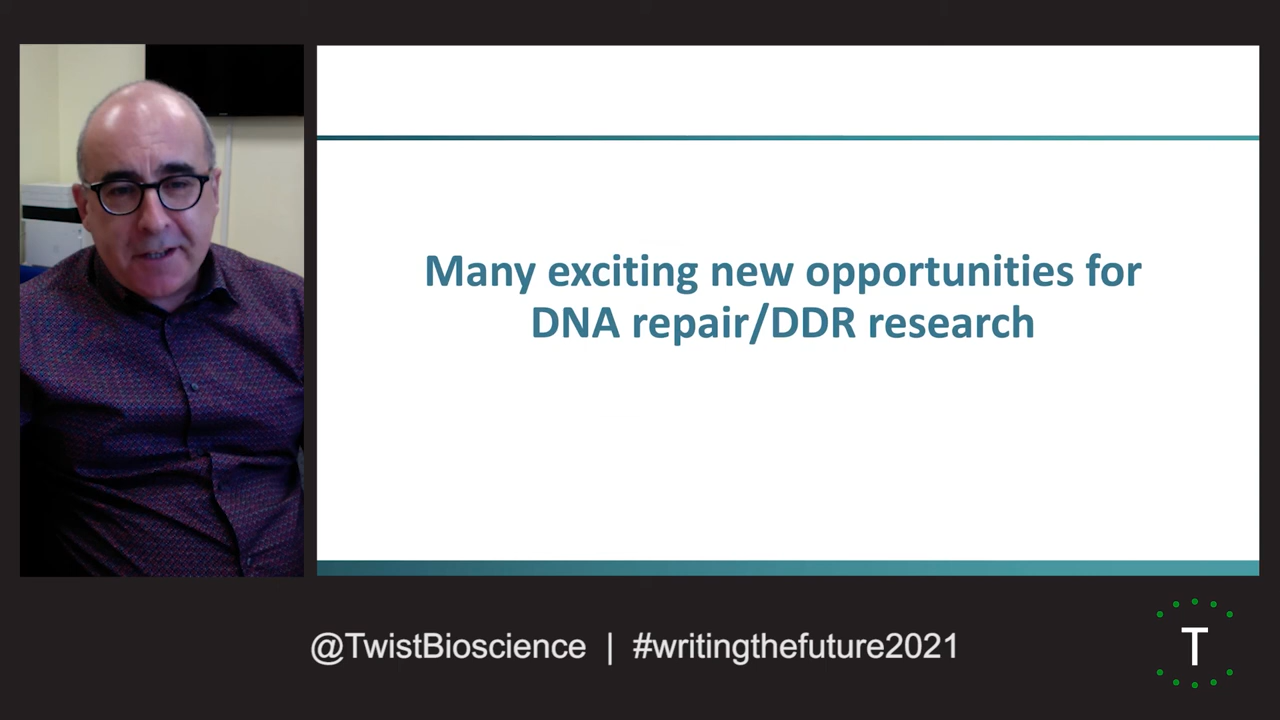 Many exciting new opportunities for
DNA repair/DDR research
@TwistBioscience | #writingthefuture2021
T